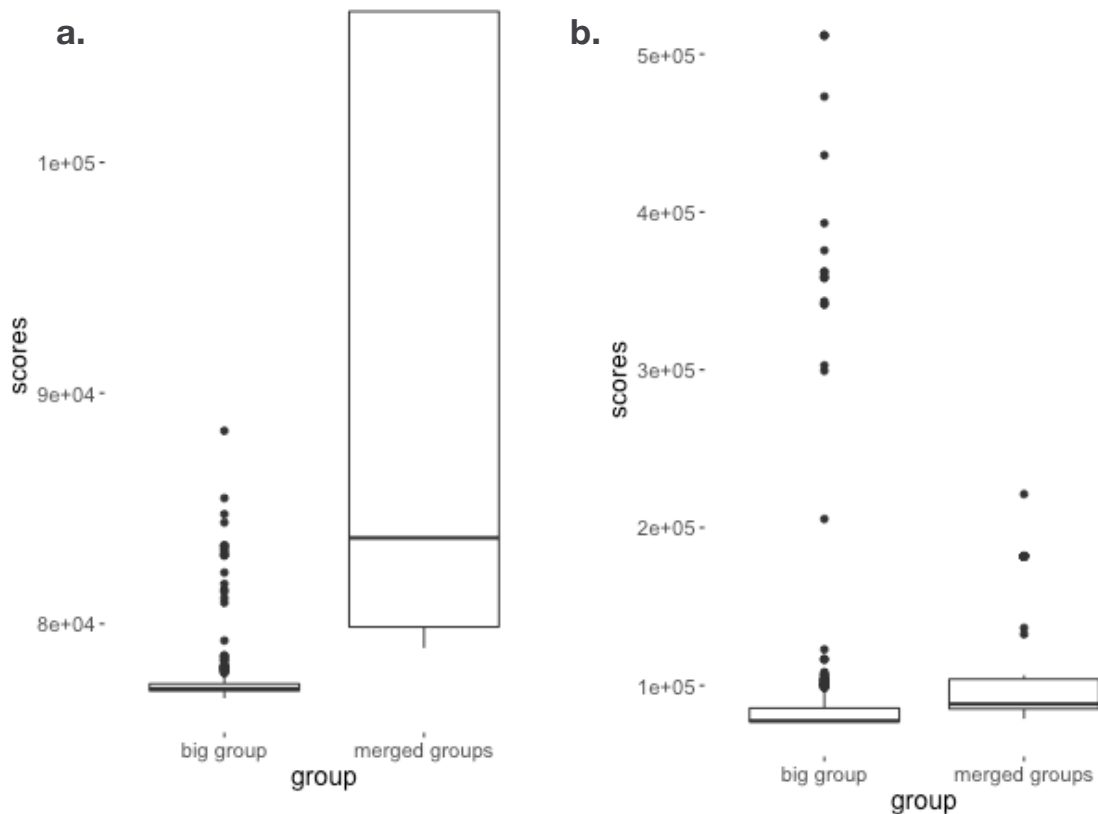 a.
1e+05
9e+04
8e+04
scores
big group
merged groups
group
b.
5e+05
4e+05
3e+05
2e+05
1e+05
scores
big group
merged groups
group